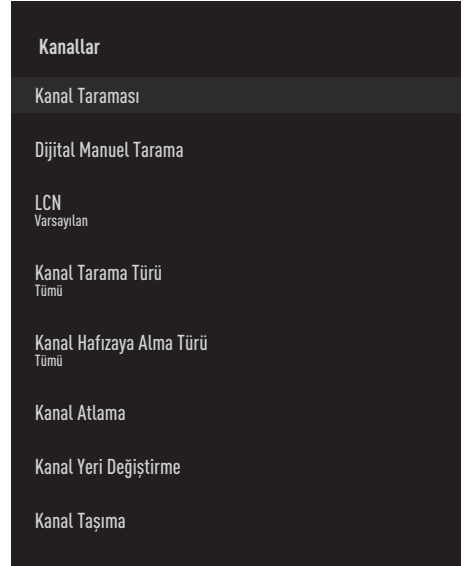 Kanallar
Kanal Taraması
Dijital Manuel Tarama
LCN
Varsayılan
Kanal Tarama Türü
Tümü
Kanal Hafızaya Alma Türü
Tümü
Kanal Atlama
Kanal Yeri Değiştirme
Kanal Taşıma